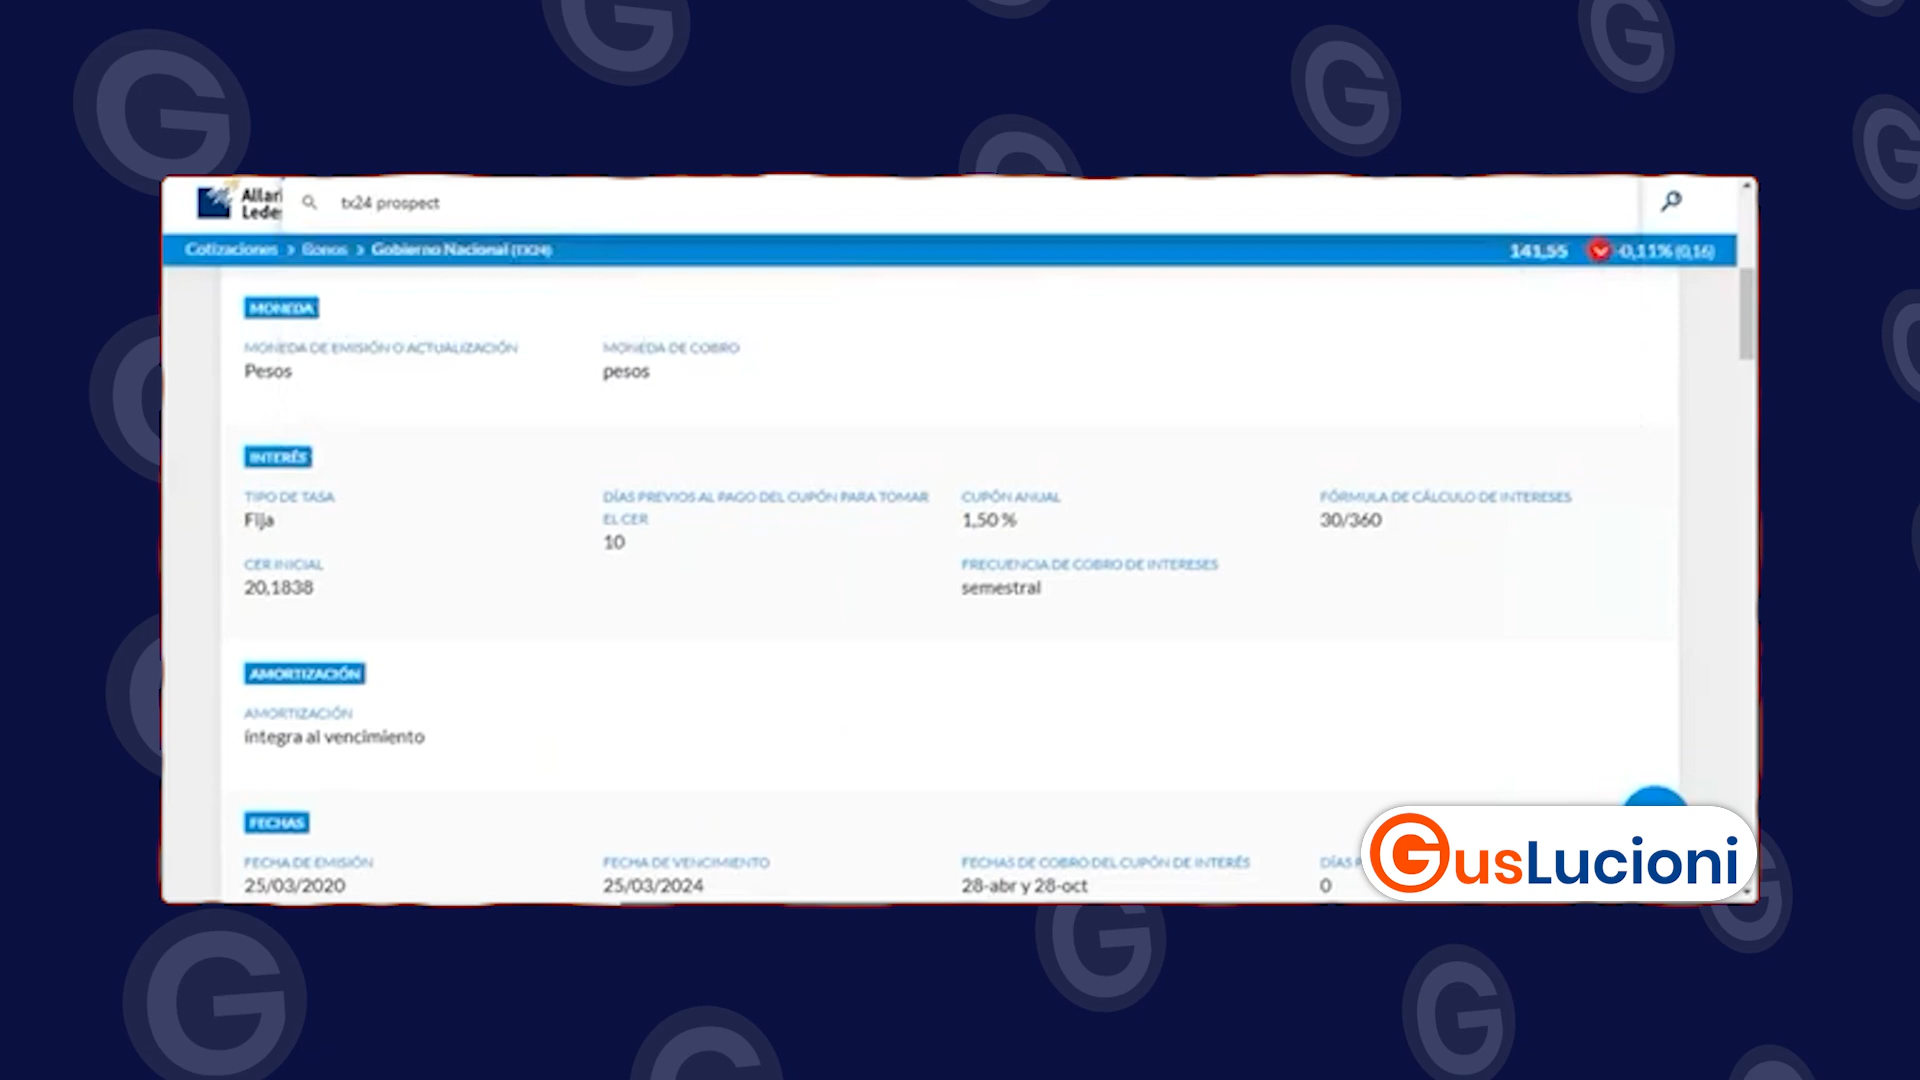 Allari
Ledes
tx24 prospect
Cotizaciones > Bonos > Gobierno Nacional (TX24)
141,55
-0,11% (0,16)
MONEDA
MONEDA DE EMISIÓN O ACTUALIZACIÓN
MONEDA DE COBRO
Pesos
pesos
INTERÉS
TIPO DE TASA
DÍAS PREVIOS AL PAGO DEL CUPÓN PARA TOMAR
CUPÓN ANUAL
FÓRMULA DE CÁLCULO DE INTERESES
Fija
EL CER
1,50 %
30/360
10
CER INICIAL
FRECUENCIA DE COBRO DE INTERESES
20,1838
semestral
AMORTIZACIÓN
AMORTIZACIÓN
íntegra al vencimiento
FECHAS
FECHA DE EMISIÓN
FECHA DE VENCIMIENTO
FECHAS DE COBRO DEL CUPÓN DE INTERÉS
DÍAS
25/03/2020
25/03/2024
28-abr y 28-oct
0
GusLucioni